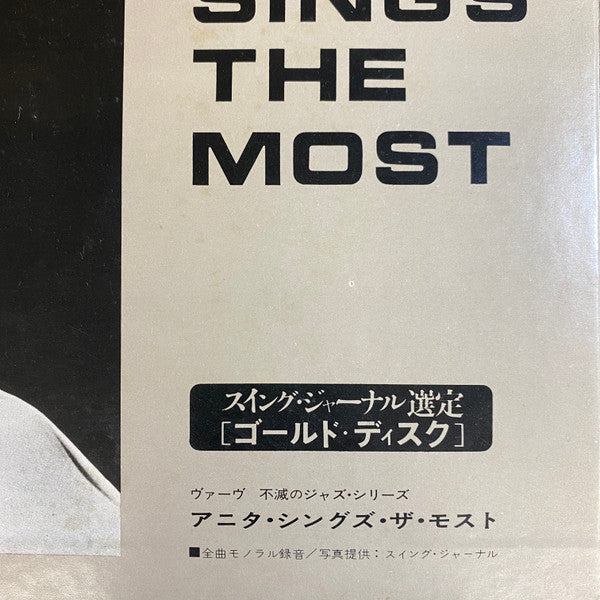 SINGS
THE
MOST
スイング・ジャーナル選定
[ゴールド・ディスク]
ヴァーヴ 不滅のジャズ・シリーズ
アニタ・シングズ・ザ・モスト
■全曲モノラル録音／写真提供：スイング・ジャーナル